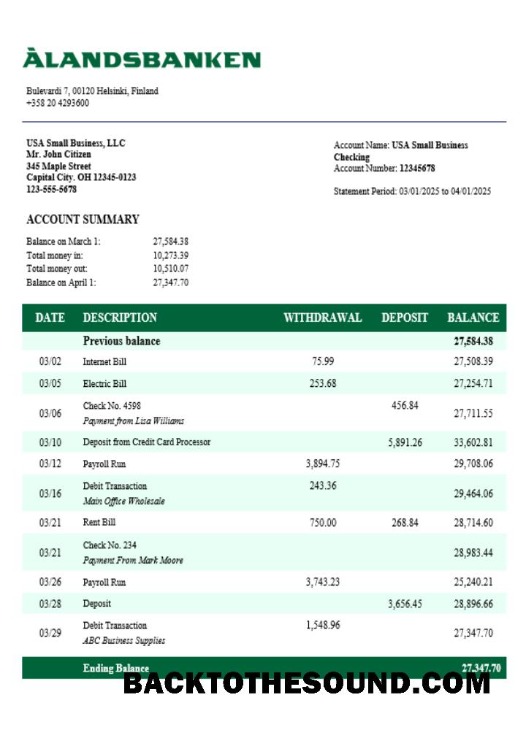 ÀLANDSBANKEN
Bulevardi 7, 00120 Helsinki, Finland
+358 20 4293600
USA Small Business, LLC
Mr. John Citizen
345 Maple Street
Capital City. OH 12345-0123
123-555-5678
Account Name: USA Small Business
Checking
Account Number: 12345678
Statement Period: 03/01/2025 to 04/01/2025
ACCOUNT SUMMARY
Balance on March 1: 27,584.38
Total money in: 10,273.39
Total money out: 10,510.07
Balance on April 1: 27,347.70
DATE DESCRIPTION WITHDRAWAL DEPOSIT BALANCE
Previous balance 27,584.38
03/02 Internet Bill 75.99 27,508.39
03/05 Electric Bill 253.68 27,254.71
03/06 Check No. 4598 456.84 27,711.55
Payment from Lisa Williams
03/10 Deposit from Credit Card Processor 5,891.26 33,602.81
03/12 Payroll Run 3,894.75 29,708.06
03/16 Debit Transaction 243.36 29,464.06
Main Office Wholesale
03/21 Rent Bill 750.00 268.84 28,714.60
03/21 Check No. 234 28,983.44
Payment From Mark Moore
03/26 Payroll Run 3,743.23 25,240.21
03/28 Deposit 3,656.45 28,896.66
03/29 Debit Transaction 1,548.96 27,347.70
ABC Business Supplies
Ending Balance 27,347.70
BACKTOTHESOUND.COM